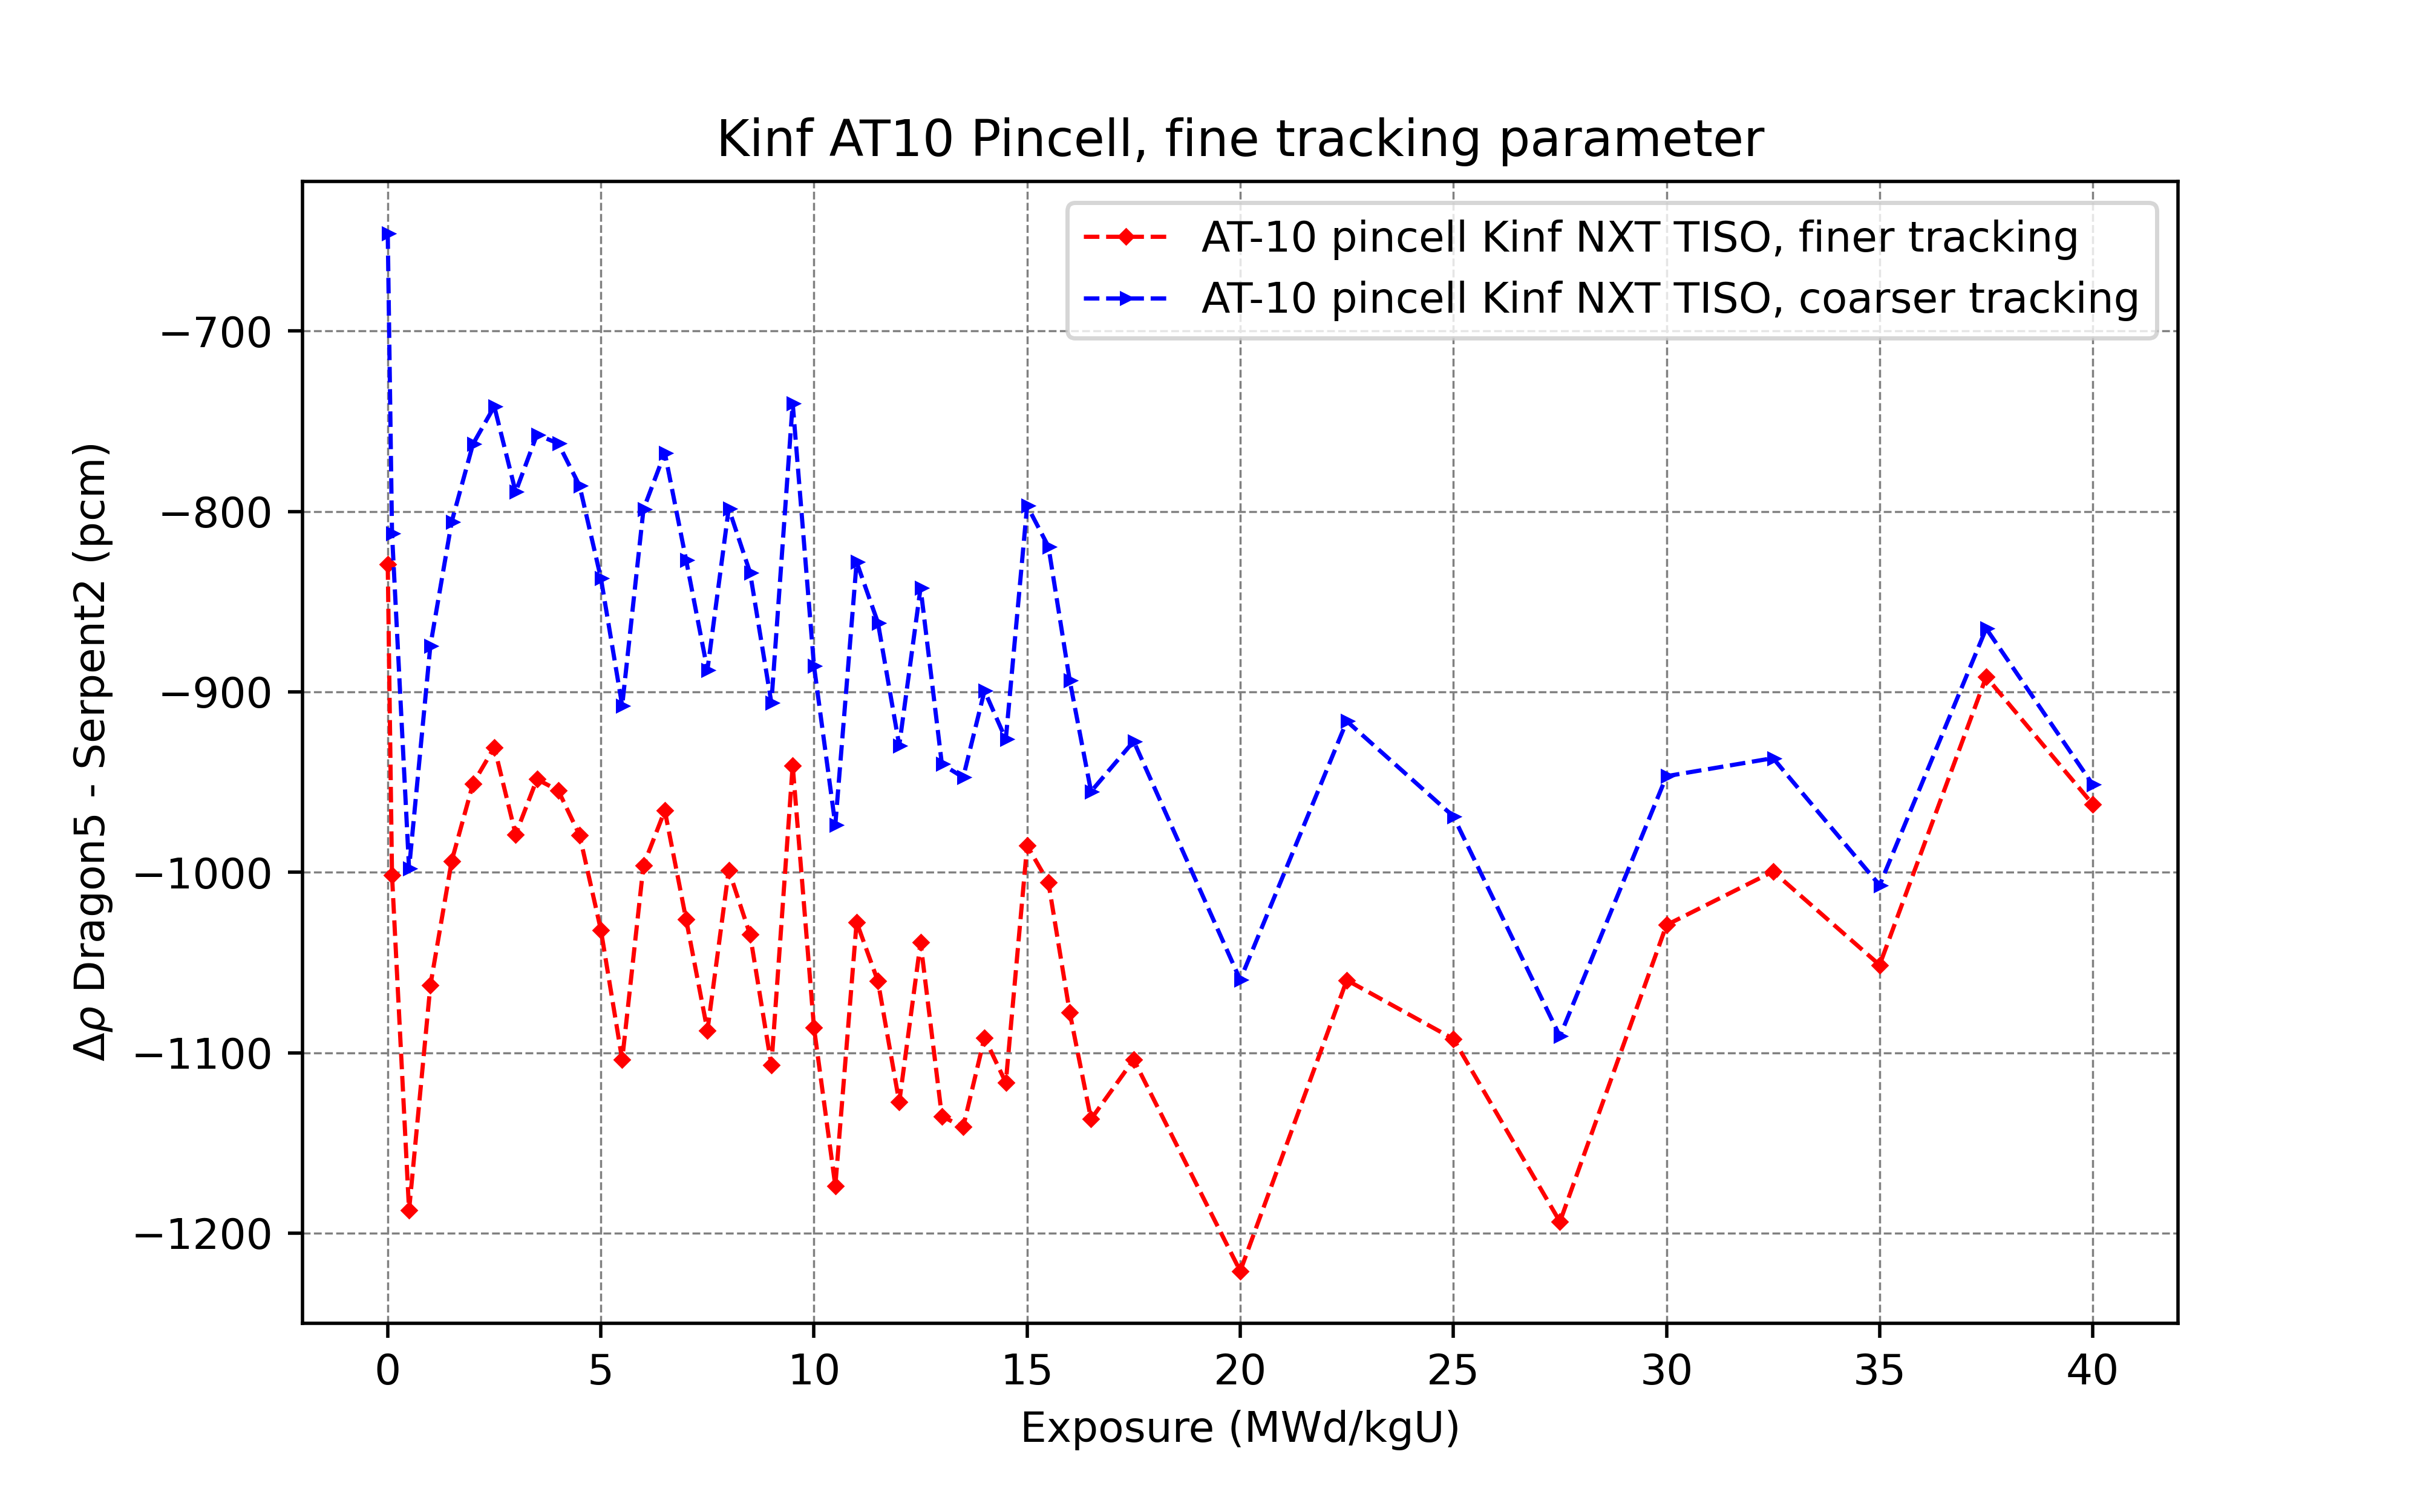 Kinf AT10 Pincell, fine tracking parameter
AT-10 pincell Kinf NXT TISO, finer tracking
AT-10 pincell Kinf NXT TISO, coarser tracking
Δρ Dragon5 - Serpent2 (pcm)
−700
−800
−900
−1000
−1100
−1200
0 5 10 15 20 25 30 35 40
Exposure (MWd/kgU)